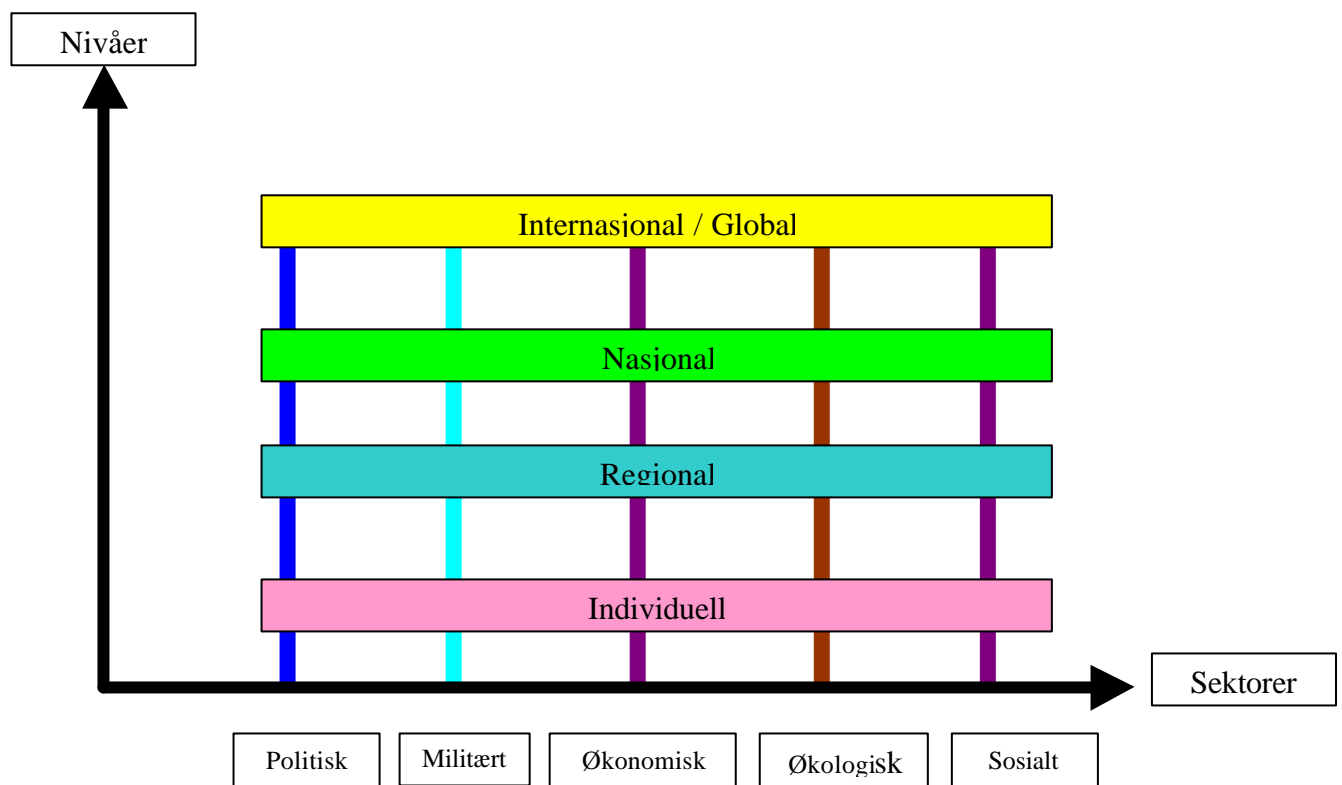 Nivåer
Internasjonal / Global
Nasjonal
Regional
Individuell
Sektorer
Politisk
Militært
Økonomisk
Økologisk
Sosialt